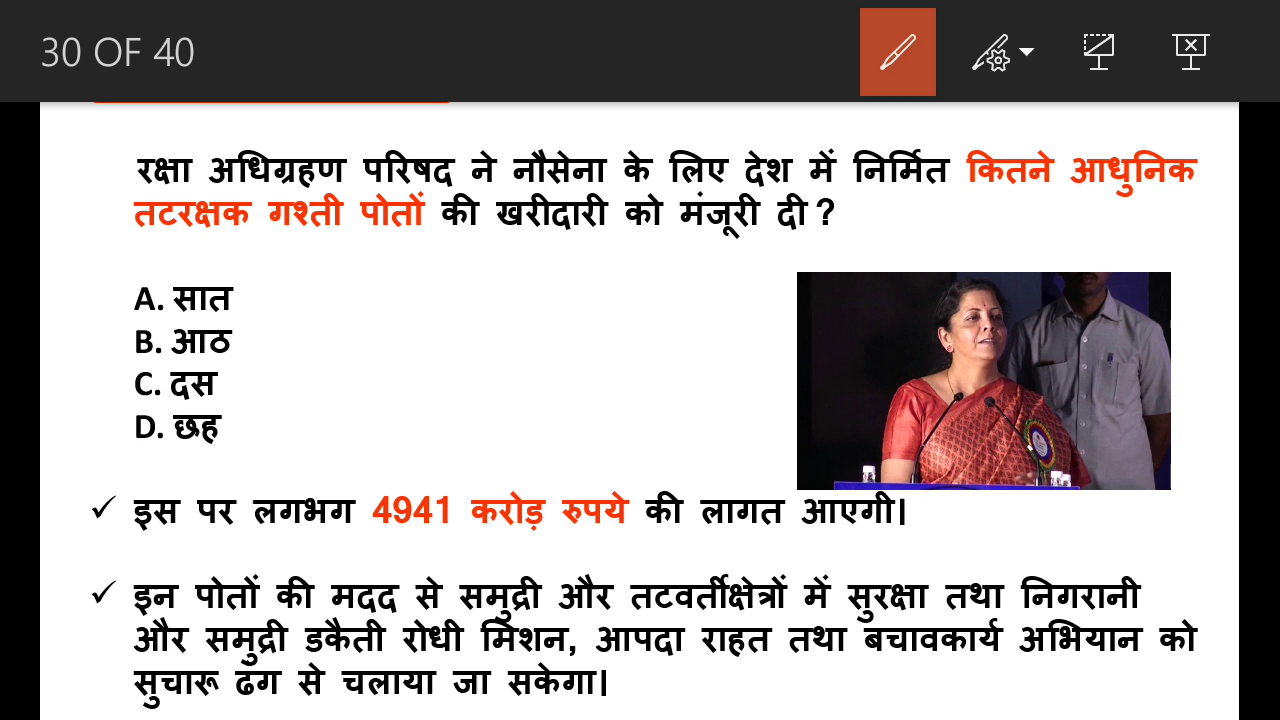 30 OF 40
रक्षा अधिग्रहण परिषद ने नौसेना के लिए देश में निर्मित कितने आधुनिक
तटरक्षक गश्ती पोतों की खरीदारी को मंजूरी दी ?
A. सात
B. आठ
C. दस
D. छह
✓ इस पर लगभग 4941 करोड़ रुपये की लागत आएगी।
✓ इन पोतों की मदद से समुद्री और तटवर्तीक्षेत्रों में सुरक्षा तथा निगरानी
और समुद्री डकैती रोधी मिशन, आपदा राहत तथा बचावकार्य अभियान को
सुचारू ढग से चलाया जा सकेगा।